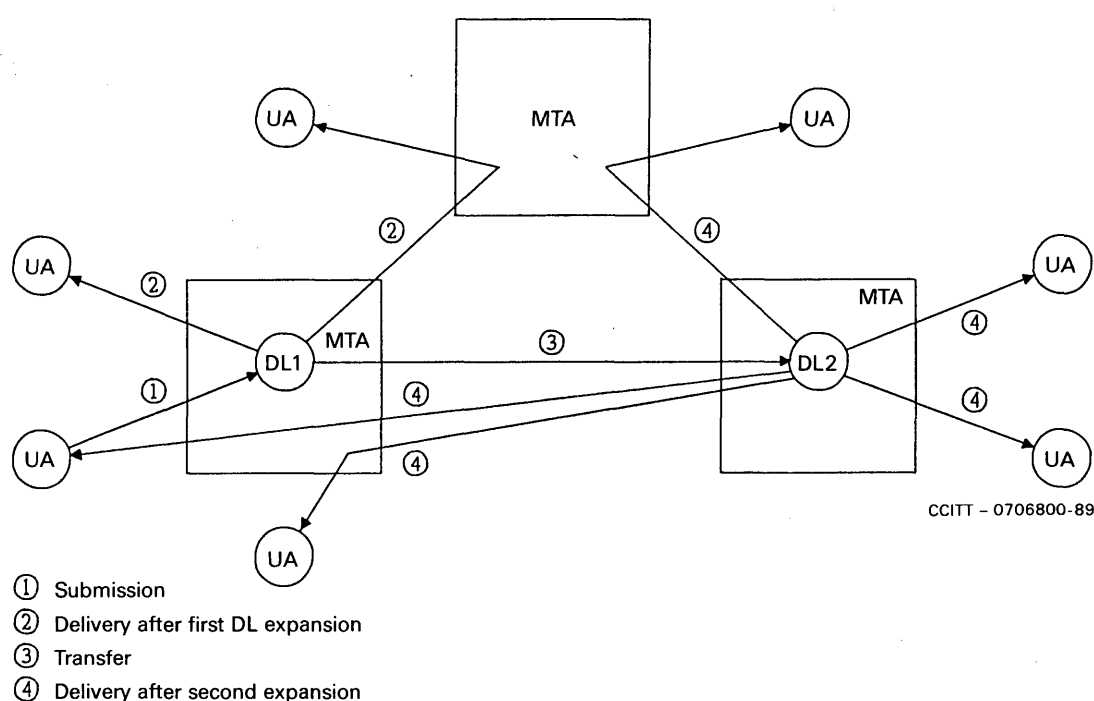 MTA
UA
UA
②
④
UA
UA
②
MTA
MTA
④
DL1
③
DL2
①
④
④
UA
④
UA
CCITT – 0706800-89
UA
① Submission
② Delivery after first DL expansion
③ Transfer
④ Delivery after second expansion